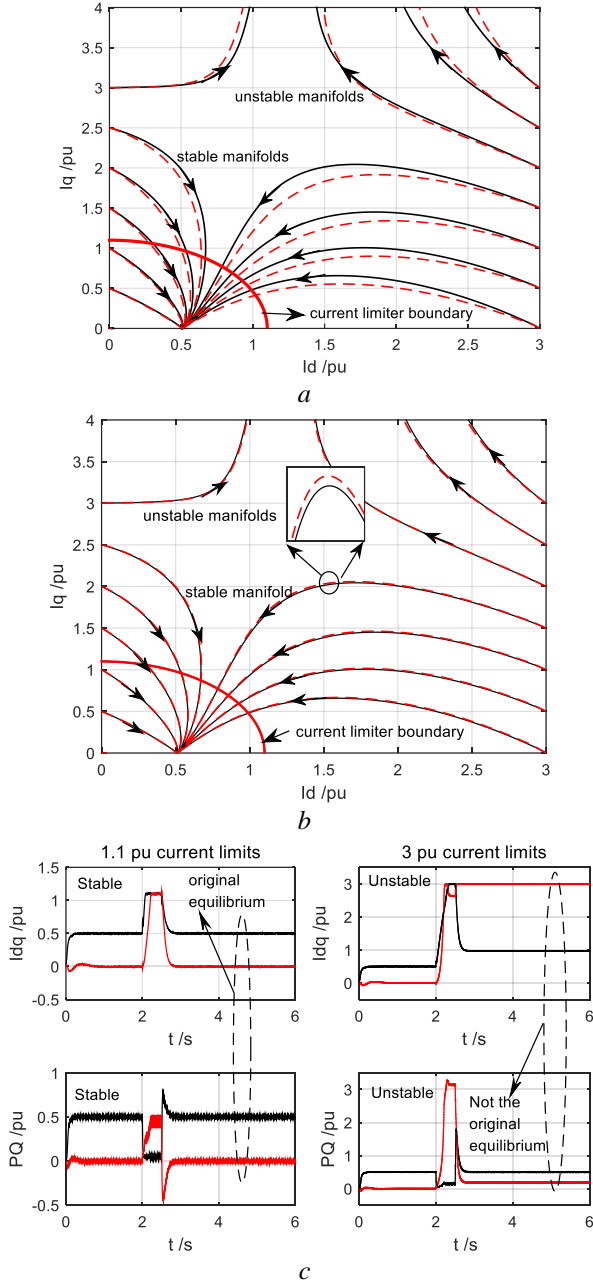 4
3.5
3
2.5
2
1.5
1
0.5
0
Iq /pu
unstable manifolds
stable manifolds
current limiter boundary
0
0.5
1
1.5
2
2.5
3
Id /pu
a
4
3.5
3
2.5
2
1.5
1
0.5
0
Iq /pu
unstable manifolds
stable manifold
current limiter boundary
0
0.5
1
1.5
2
2.5
3
Id /pu
b
1.1 pu current limits
1.5
1
0.5
0
-0.5
Idq /pu
Stable
original
equilibrium
0
2
4
6
t /s
3 pu current limits
3
2
1
0
Idq /pu
Unstable
0
2
4
6
t /s
1
0.5
0
-0.5
PQ /pu
Stable
0
2
4
6
t /s
3
2
1
0
PQ /pu
Unstable
Not the
original
equilibrium
0
2
4
6
t /s
c